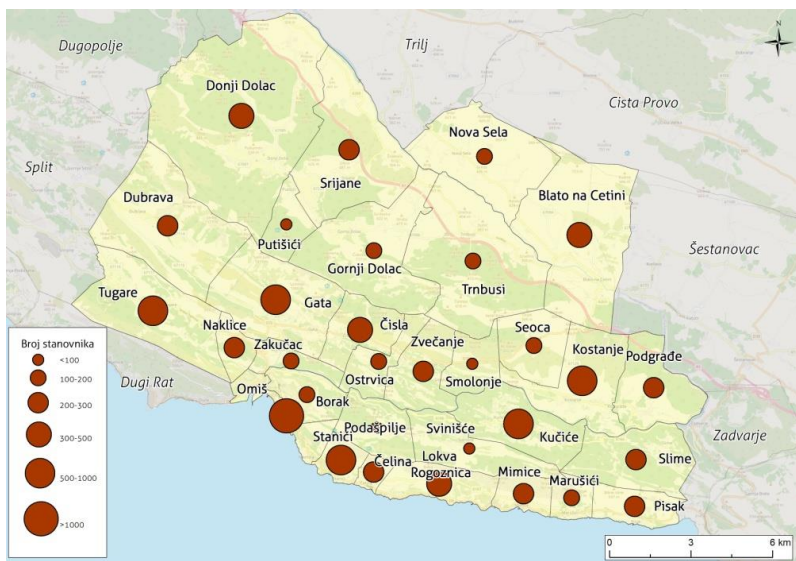 Dugopolje
Trilj
N
Cista Provo
Donji Dolac
Nova Sela
Split
Srijane
Dubrava
Blato na Cetini
Putišići
Šestanovac
Gornji Dolac
Trnbusi
Tugare
Gata
Naklice
Čisla
Zvečanje
Seoca
Zakučac
Kostanje
Podgrađe
Dugi Rat
Ostrvica
Smolonje
Omiš
Borak
Podašpilje
Svinišće
Kučiće
Zadvarje
Stanići
Čelina
Lokva
Rogoznica
Mimice
Marušići
Slime
Pisak
Broj stanovnika
<100
100-200
200-300
300-500
500-1000
>1000
0 3 6 km